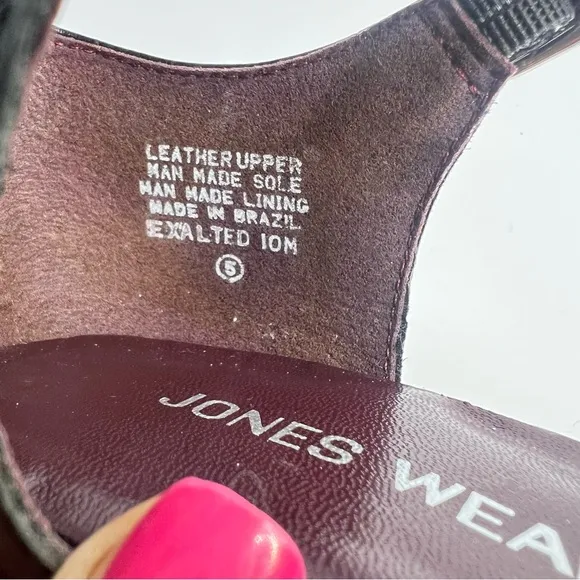 LEATHER UPPER
MAN MADE SOLE
MAN MADE LINING
MADE IN BRAZIL
EXALTED 10M
5
JONES WEA